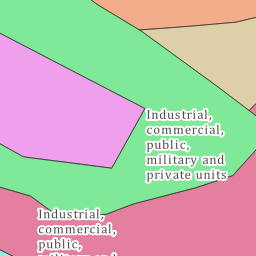 Industrial,
commercial,
public,
military and
private units
Industrial,
commercial,
public,